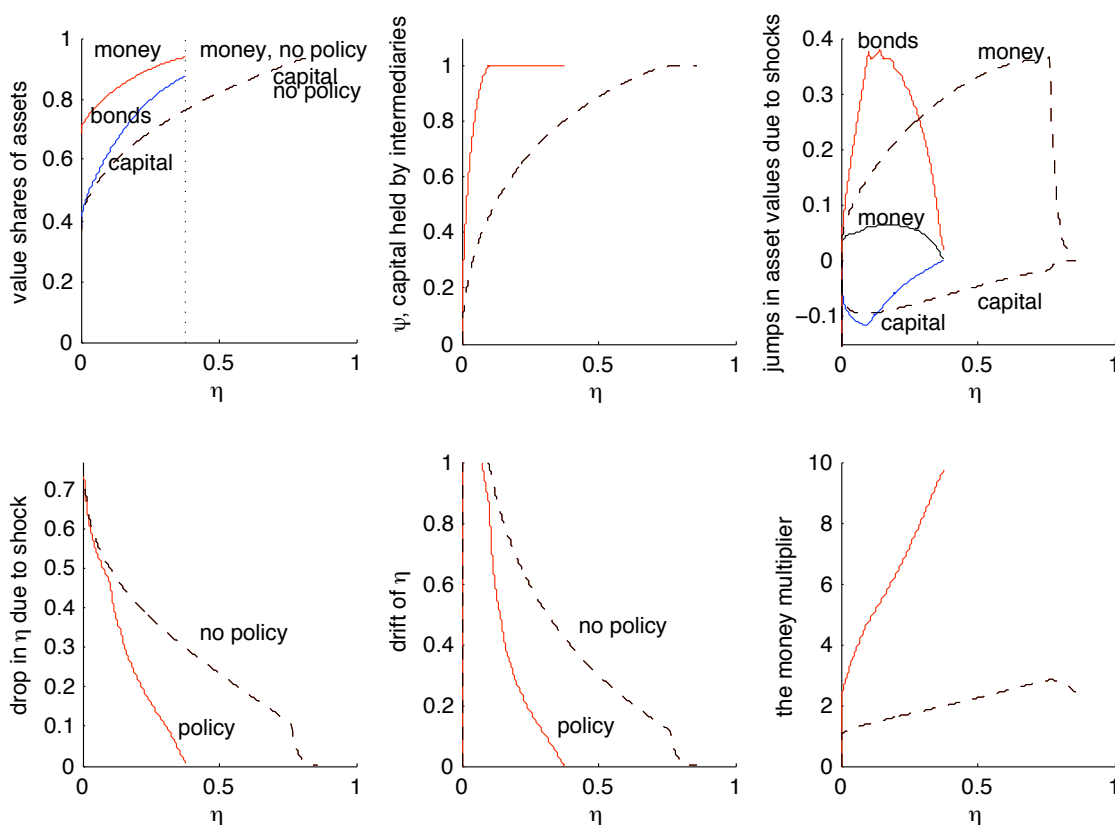 value shares of assets
1
0.8
0.6
0.4
0.2
0
0
0.5
1
η
money
money, no policy
capital
no policy
bonds
capital
ψ, capital held by intermediaries
1
0.8
0.6
0.4
0.2
0
0
0.5
1
η
jumps in asset values due to shocks
0.4
0.3
0.2
0.1
0
−0.1
0
0.5
1
η
bonds
money
money
capital
capital
drop in η due to shock
0.7
0.6
0.5
0.4
0.3
0.2
0.1
0
0
0.5
1
η
no policy
policy
drift of η
1
0.8
0.6
0.4
0.2
0
0
0.5
1
η
no policy
policy
the money multiplier
10
8
6
4
2
0
0
0.5
1
η